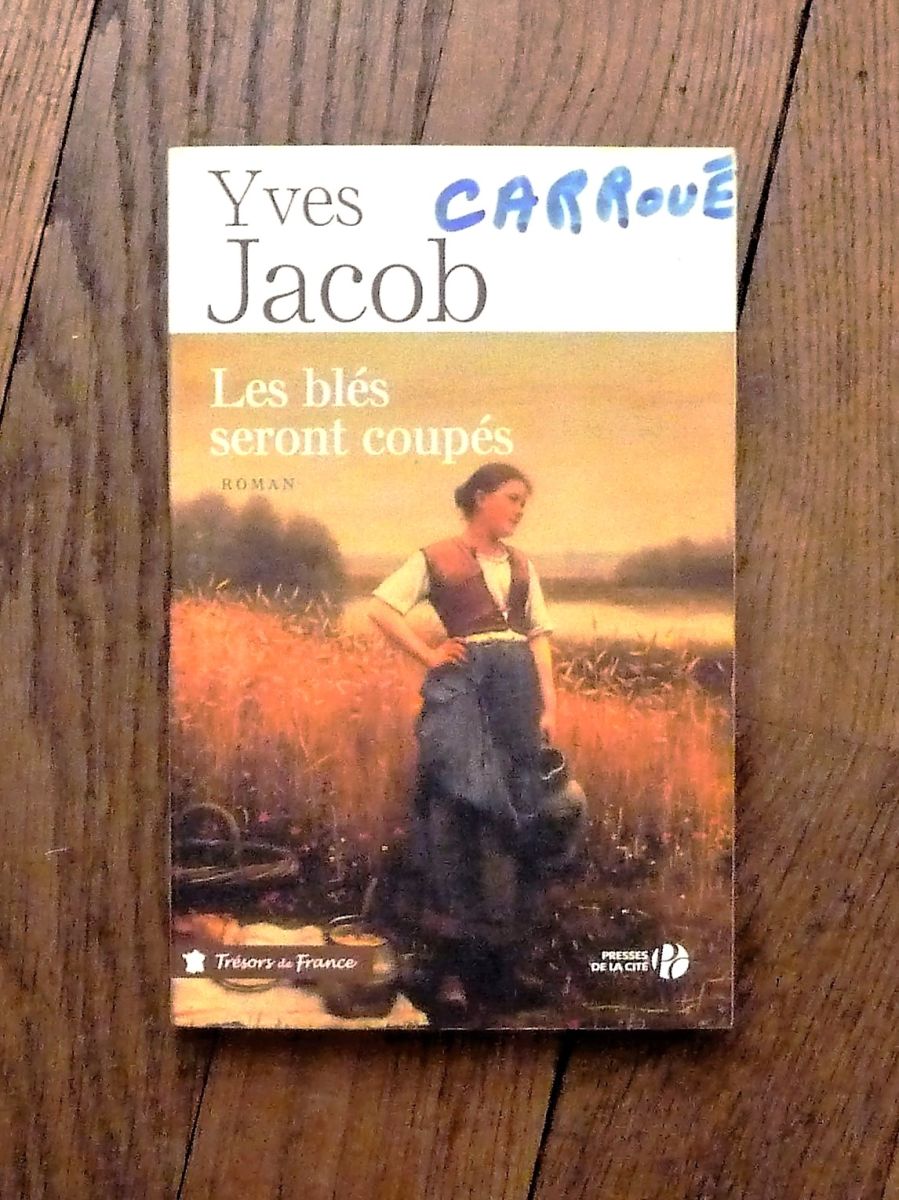 Yves
CARROUÉ
Jacob
Les blés
seront coupés
ROMAN
Trésors de France
PRESSES
DE LA CITÉ